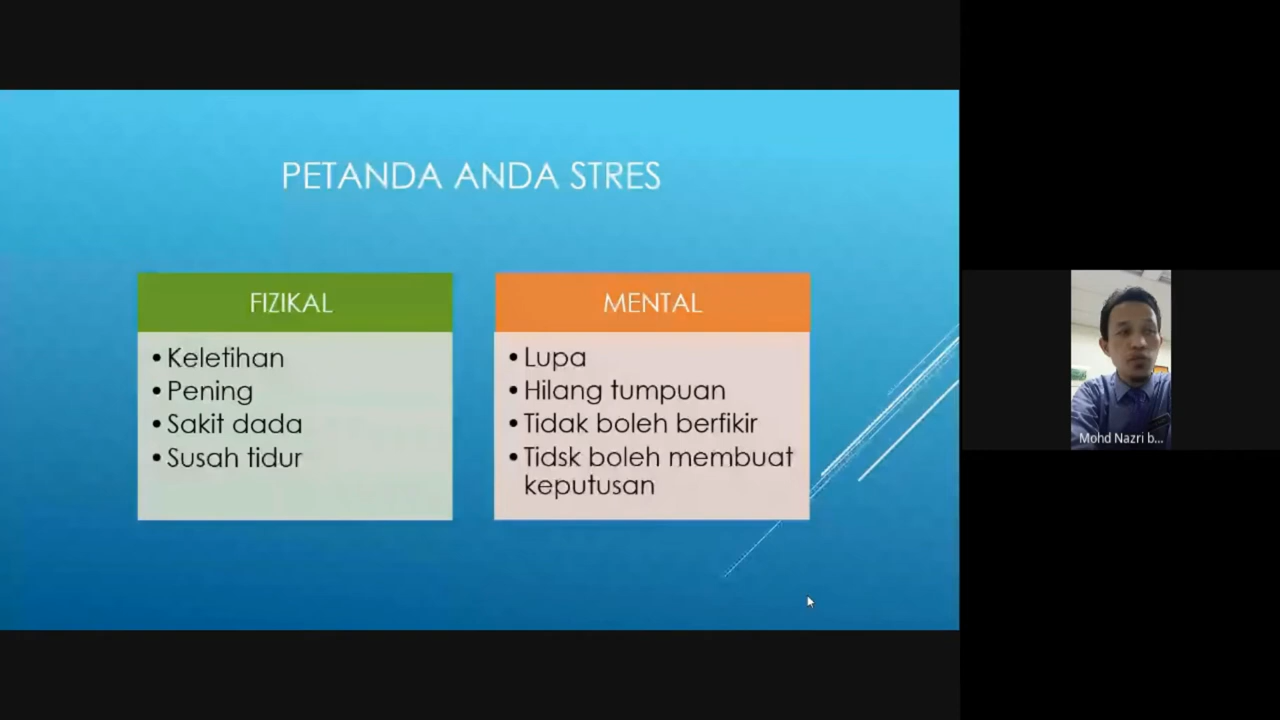 PETANDA ANDA STRES
FIZIKAL
• Keletihan
• Pening
• Sakit dada
• Susah tidur
MENTAL
• Lupa
• Hilang tumpuan
• Tidak boleh berfikir
• Tidsk boleh membuat
keputusan
Mohd Nazri b...